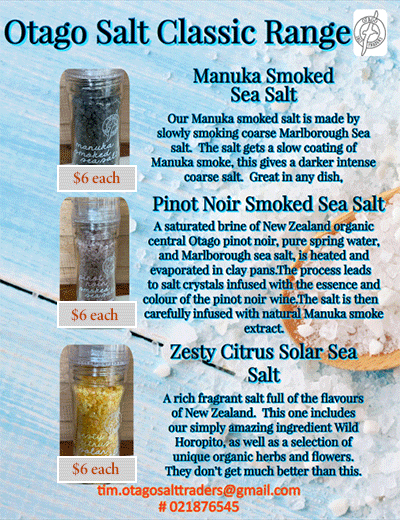 Otago Salt Classic Range
Manuka Smoked
Sea Salt
Our Manuka smoked salt is made by
slowly smoking coarse Marlborough Sea
salt. The salt gets a slow coating of
Manuka smoke, this gives a darker intense
coarse salt. Great in any dish,
manuka
smoked
$6 each
Pinot Noir Smoked Sea Salt
A saturated brine of New Zealand organic
central Otago pinot noir, pure spring water,
and Marlborough sea salt, is heated and
evaporated in clay pans.The process leads
to salt crystals infused with the essence and
colour of the pinot noir wine.The salt is then
carefully infused with natural Manuka smoke
extract.
$6 each
Zesty Citrus Solar Sea
Salt
A rich fragrant salt full of the flavours
of New Zealand. This one includes
our simply amazing ingredient Wild
Horopito, as well as a selection of
unique organic herbs and flowers.
They don't get much better than this.
$6 each
tim.otagosalttraders@gmail.com
# 021876545